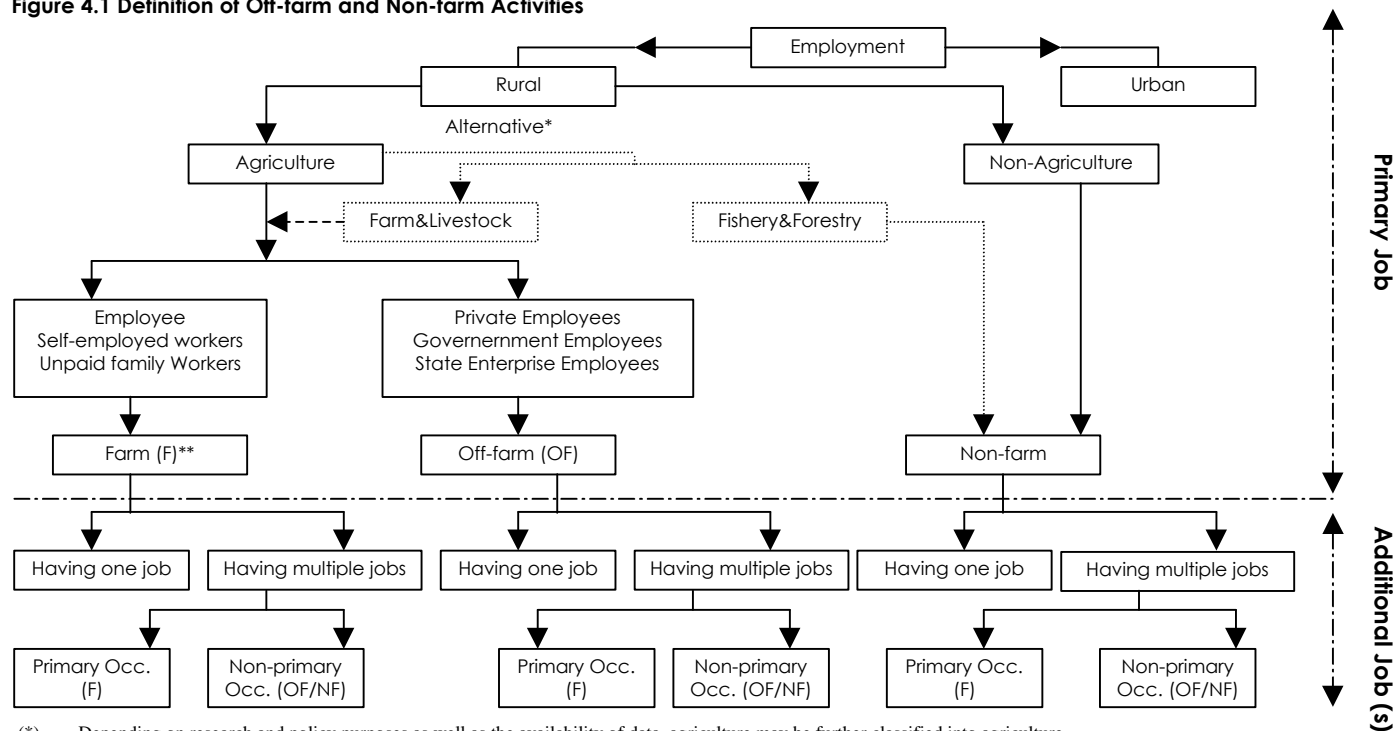 Figure 4.1 Definition of Off-farm and Non-farm Activities
Employment
Rural
Urban
Alternative*
Agriculture
Non-Agriculture
Farm&Livestock
Fishery&Forestry
Employee
Self-employed workers
Unpaid family Workers
Private Employees
Governernment Employees
State Enterprise Employees
Farm (F)**
Off-farm (OF)
Non-farm
Primary Job
Having one job
Having multiple jobs
Having one job
Having multiple jobs
Having one job
Having multiple jobs
Primary Occ.
(F)
Non-primary
Occ. (OF/NF)
Primary Occ.
(F)
Non-primary
Occ. (OF/NF)
Primary Occ.
(F)
Non-primary
Occ. (OF/NF)
Additional Job (s)
(*) Depending on research and policy purposes as well as the availability of data, agriculture may be further classified into agriculture